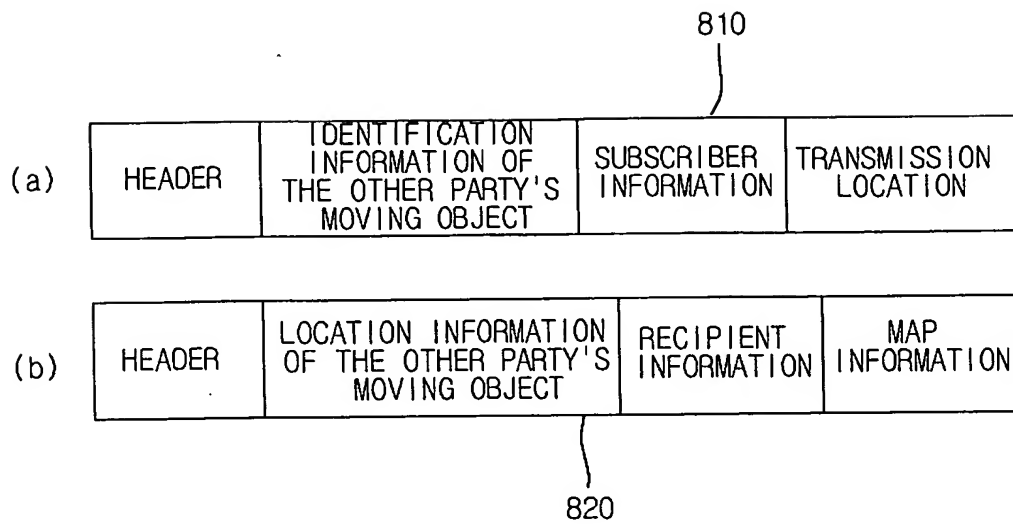 810
(a)
HEADER
IDENTIFICATION
INFORMATION OF
THE OTHER PARTY'S
MOVING OBJECT
SUBSCRIBER
INFORMATION
TRANSMISSION
LOCATION
(b)
HEADER
LOCATION INFORMATION
OF THE OTHER PARTY'S
MOVING OBJECT
RECIPIENT
INFORMATION
MAP
INFORMATION
820